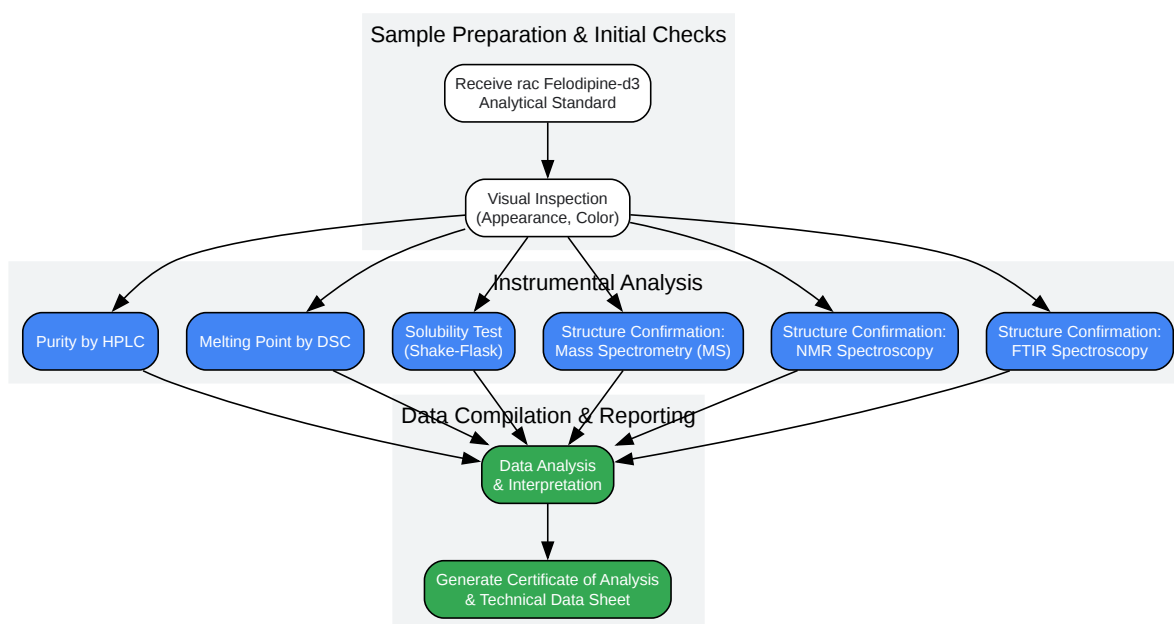 Sample Preparation & Initial Checks
Receive rac Felodipine-d3
Analytical Standard
Visual Inspection
(Appearance, Color)
Instrumental Analysis
Purity by HPLC
Melting Point by DSC
Solubility Test
(Shake-Flask)
Structure Confirmation:
Mass Spectrometry (MS)
Structure Confirmation:
NMR Spectroscopy
Structure Confirmation:
FTIR Spectroscopy
Data Compilation & Reporting
Data Analysis
& Interpretation
Generate Certificate of Analysis
& Technical Data Sheet